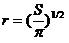 r = (S/π)^{1/2}